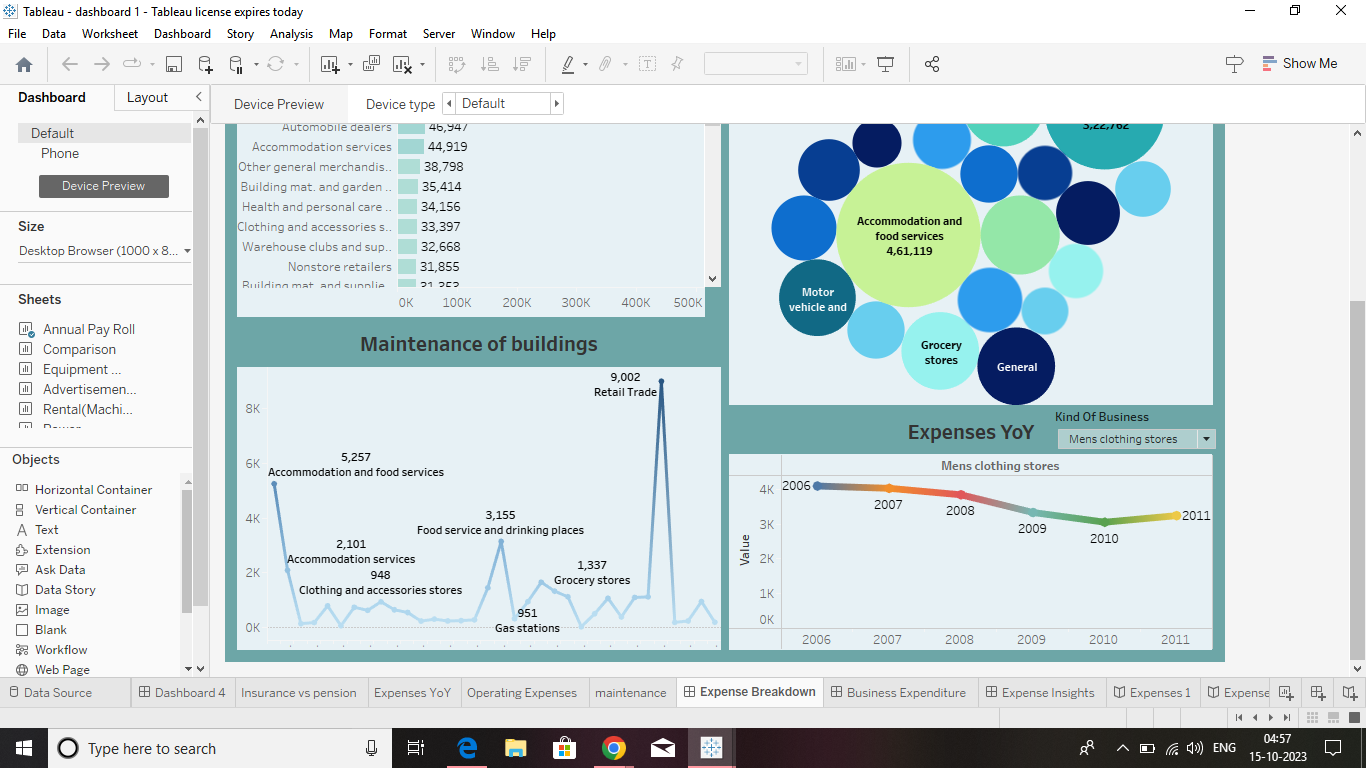 Tableau - dashboard 1 - Tableau license expires today
File Data Worksheet Dashboard Story Analysis Map Format Server Window Help
Show Me
Dashboard Layout
Device Preview Device type Default
Default
Phone
Device Preview
Size
Desktop Browser (1000 x 8...
Sheets
Annual Pay Roll
Comparison
Equipment ...
Advertisemen...
Rental(Machi...
Objects
Horizontal Container
Vertical Container
Text
Extension
Ask Data
Data Story
Image
Blank
Workflow
Web Page
Automobile dealers 46,947
Accommodation services 44,919
Other general merchandis.. 38,798
Building mat. and garden .. 35,414
Health and personal care .. 34,156
Clothing and accessories s.. 33,397
Warehouse clubs and sup.. 32,668
Nonstore retailers 31,855
Building mat. and supplie.. 31,353
0K 100K 200K 300K 400K 500K
3,22,762
Accommodation and
food services
4,61,119
Motor
vehicle and
Grocery
stores
General
Maintenance of buildings
8K
6K
4K
2K
0K
9,002
Retail Trade
5,257
Accommodation and food services
3,155
Food service and drinking places
2,101
Accommodation services
948
Clothing and accessories stores
1,337
Grocery stores
951
Gas stations
Expenses YoY
Kind Of Business
Mens clothing stores
Mens clothing stores
Value
4K
3K
2K
1K
0K
2006
2007
2008
2009
2010
2011
2006 2007 2008 2009 2010 2011
Data Source Dashboard 4 Insurance vs pension Expenses YoY Operating Expenses maintenance Expense Breakdown Business Expenditure Expense Insights Expenses 1 Expense
Type here to search
ENG
04:57
15-10-2023